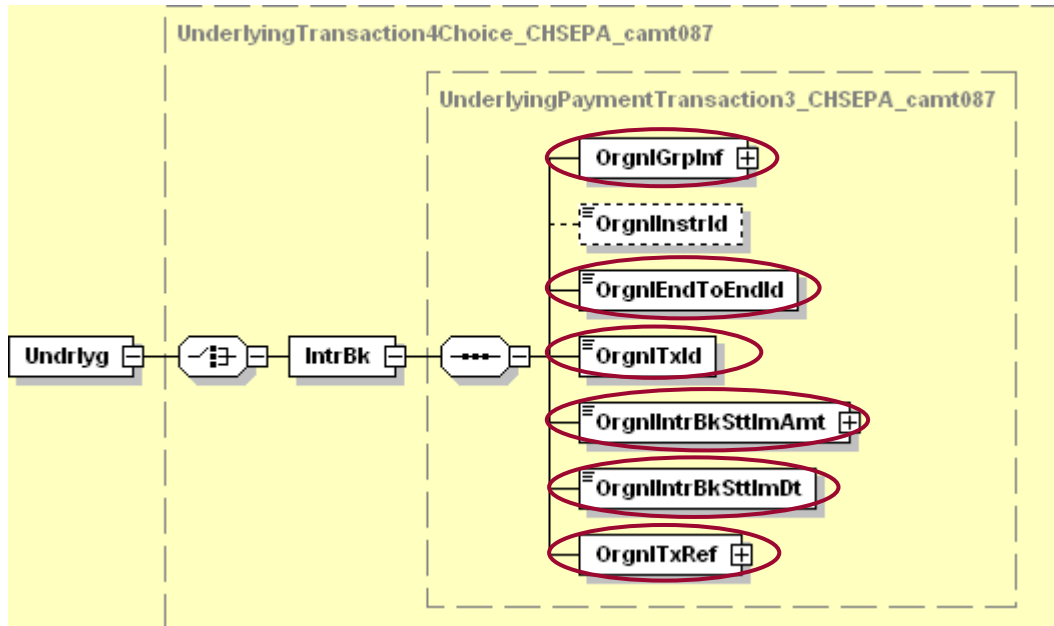 UnderlyingTransaction4Choice_CHSEPA_camt087
UnderlyingPaymentTransaction3_CHSEPA_camt087
OrgnlGrpInf
OrgnlInstrId
OrgnlEndToEndId
Undrlyg
IntrBk
OrgnlTxId
OrgnlIntrBkSttlmAmt
OrgnlIntrBkSttlmDt
OrgnlTxRef